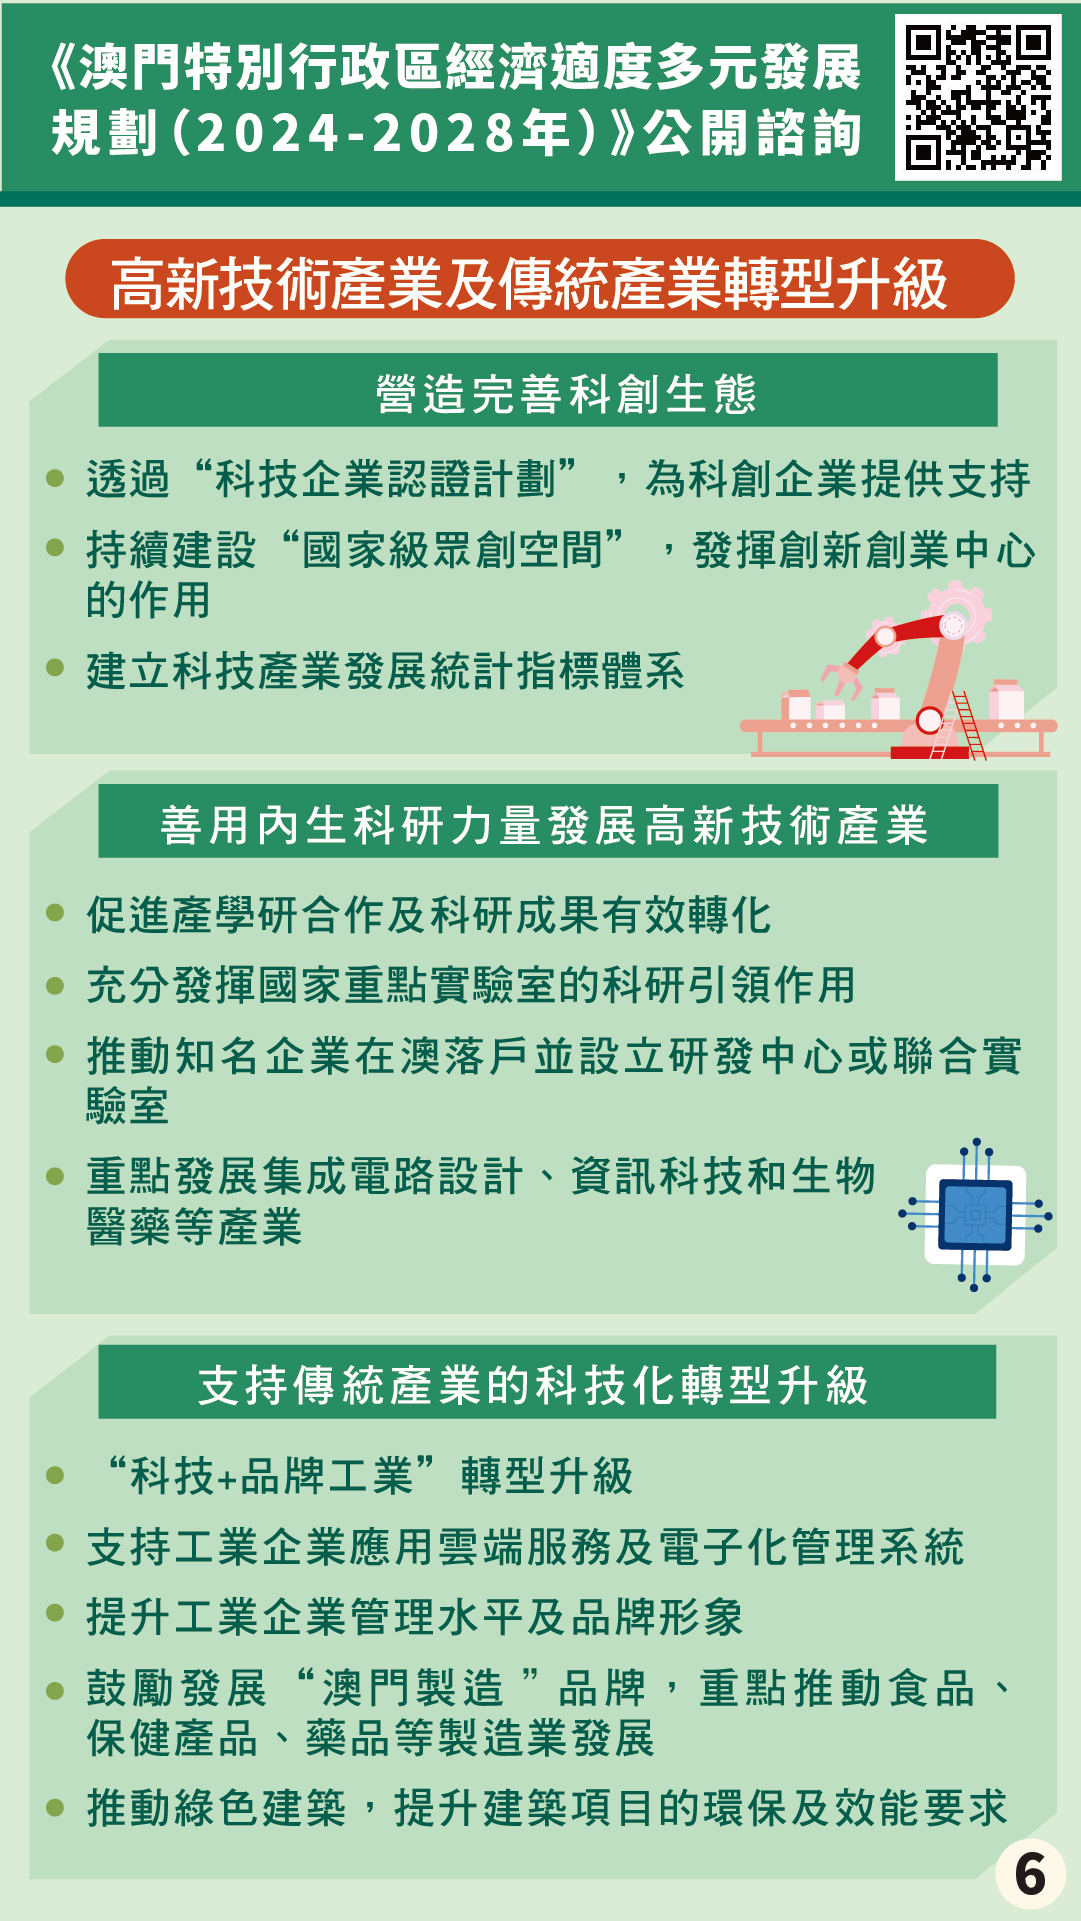 《澳門特別行政區經濟適度多元發展
規劃(2024-2028年)》公開諮詢
高新技術產業及傳統產業轉型升級
營造完善科創生態
透過“科技企業認證計劃”，為科創企業提供支持
持續建設“國家級眾創空間”，發揮創新創業中心
的作用
建立科技產業發展統計指標體系
善用內生科研力量發展高新技術產業
促進產學研合作及科研成果有效轉化
充分發揮國家重點實驗室的科研引領作用
推動知名企業在澳落戶並設立研發中心或聯合實
驗室
重點發展集成電路設計、資訊科技和生物
醫藥等產業
支持傳統產業的科技化轉型升級
“科技+品牌工業”轉型升級
支持工業企業應用雲端服務及電子化管理系統
提升工業企業管理水平及品牌形象
鼓勵發展“澳門製造”品牌，重點推動食品、
保健產品、藥品等製造業發展
推動綠色建築，提升建築項目的環保及效能要求
6